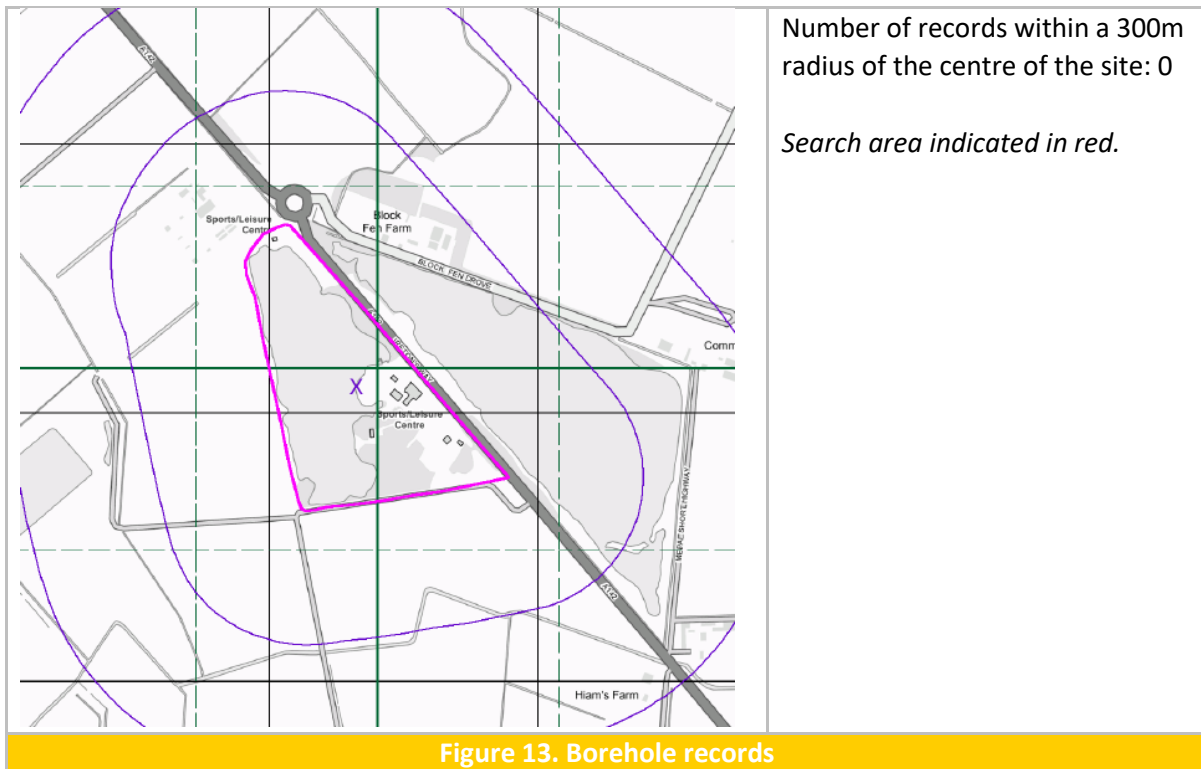 A142
Sports/Leisure
Centre
Block
Fen Farm
BLOCK FEN DROVE
Comm
X
Sports/Leisure
Centre
MEPAL SHORT HIGHWAY
A142
Hiam's Farm
Number of records within a 300m
radius of the centre of the site: 0
Search area indicated in red.
Figure 13. Borehole records